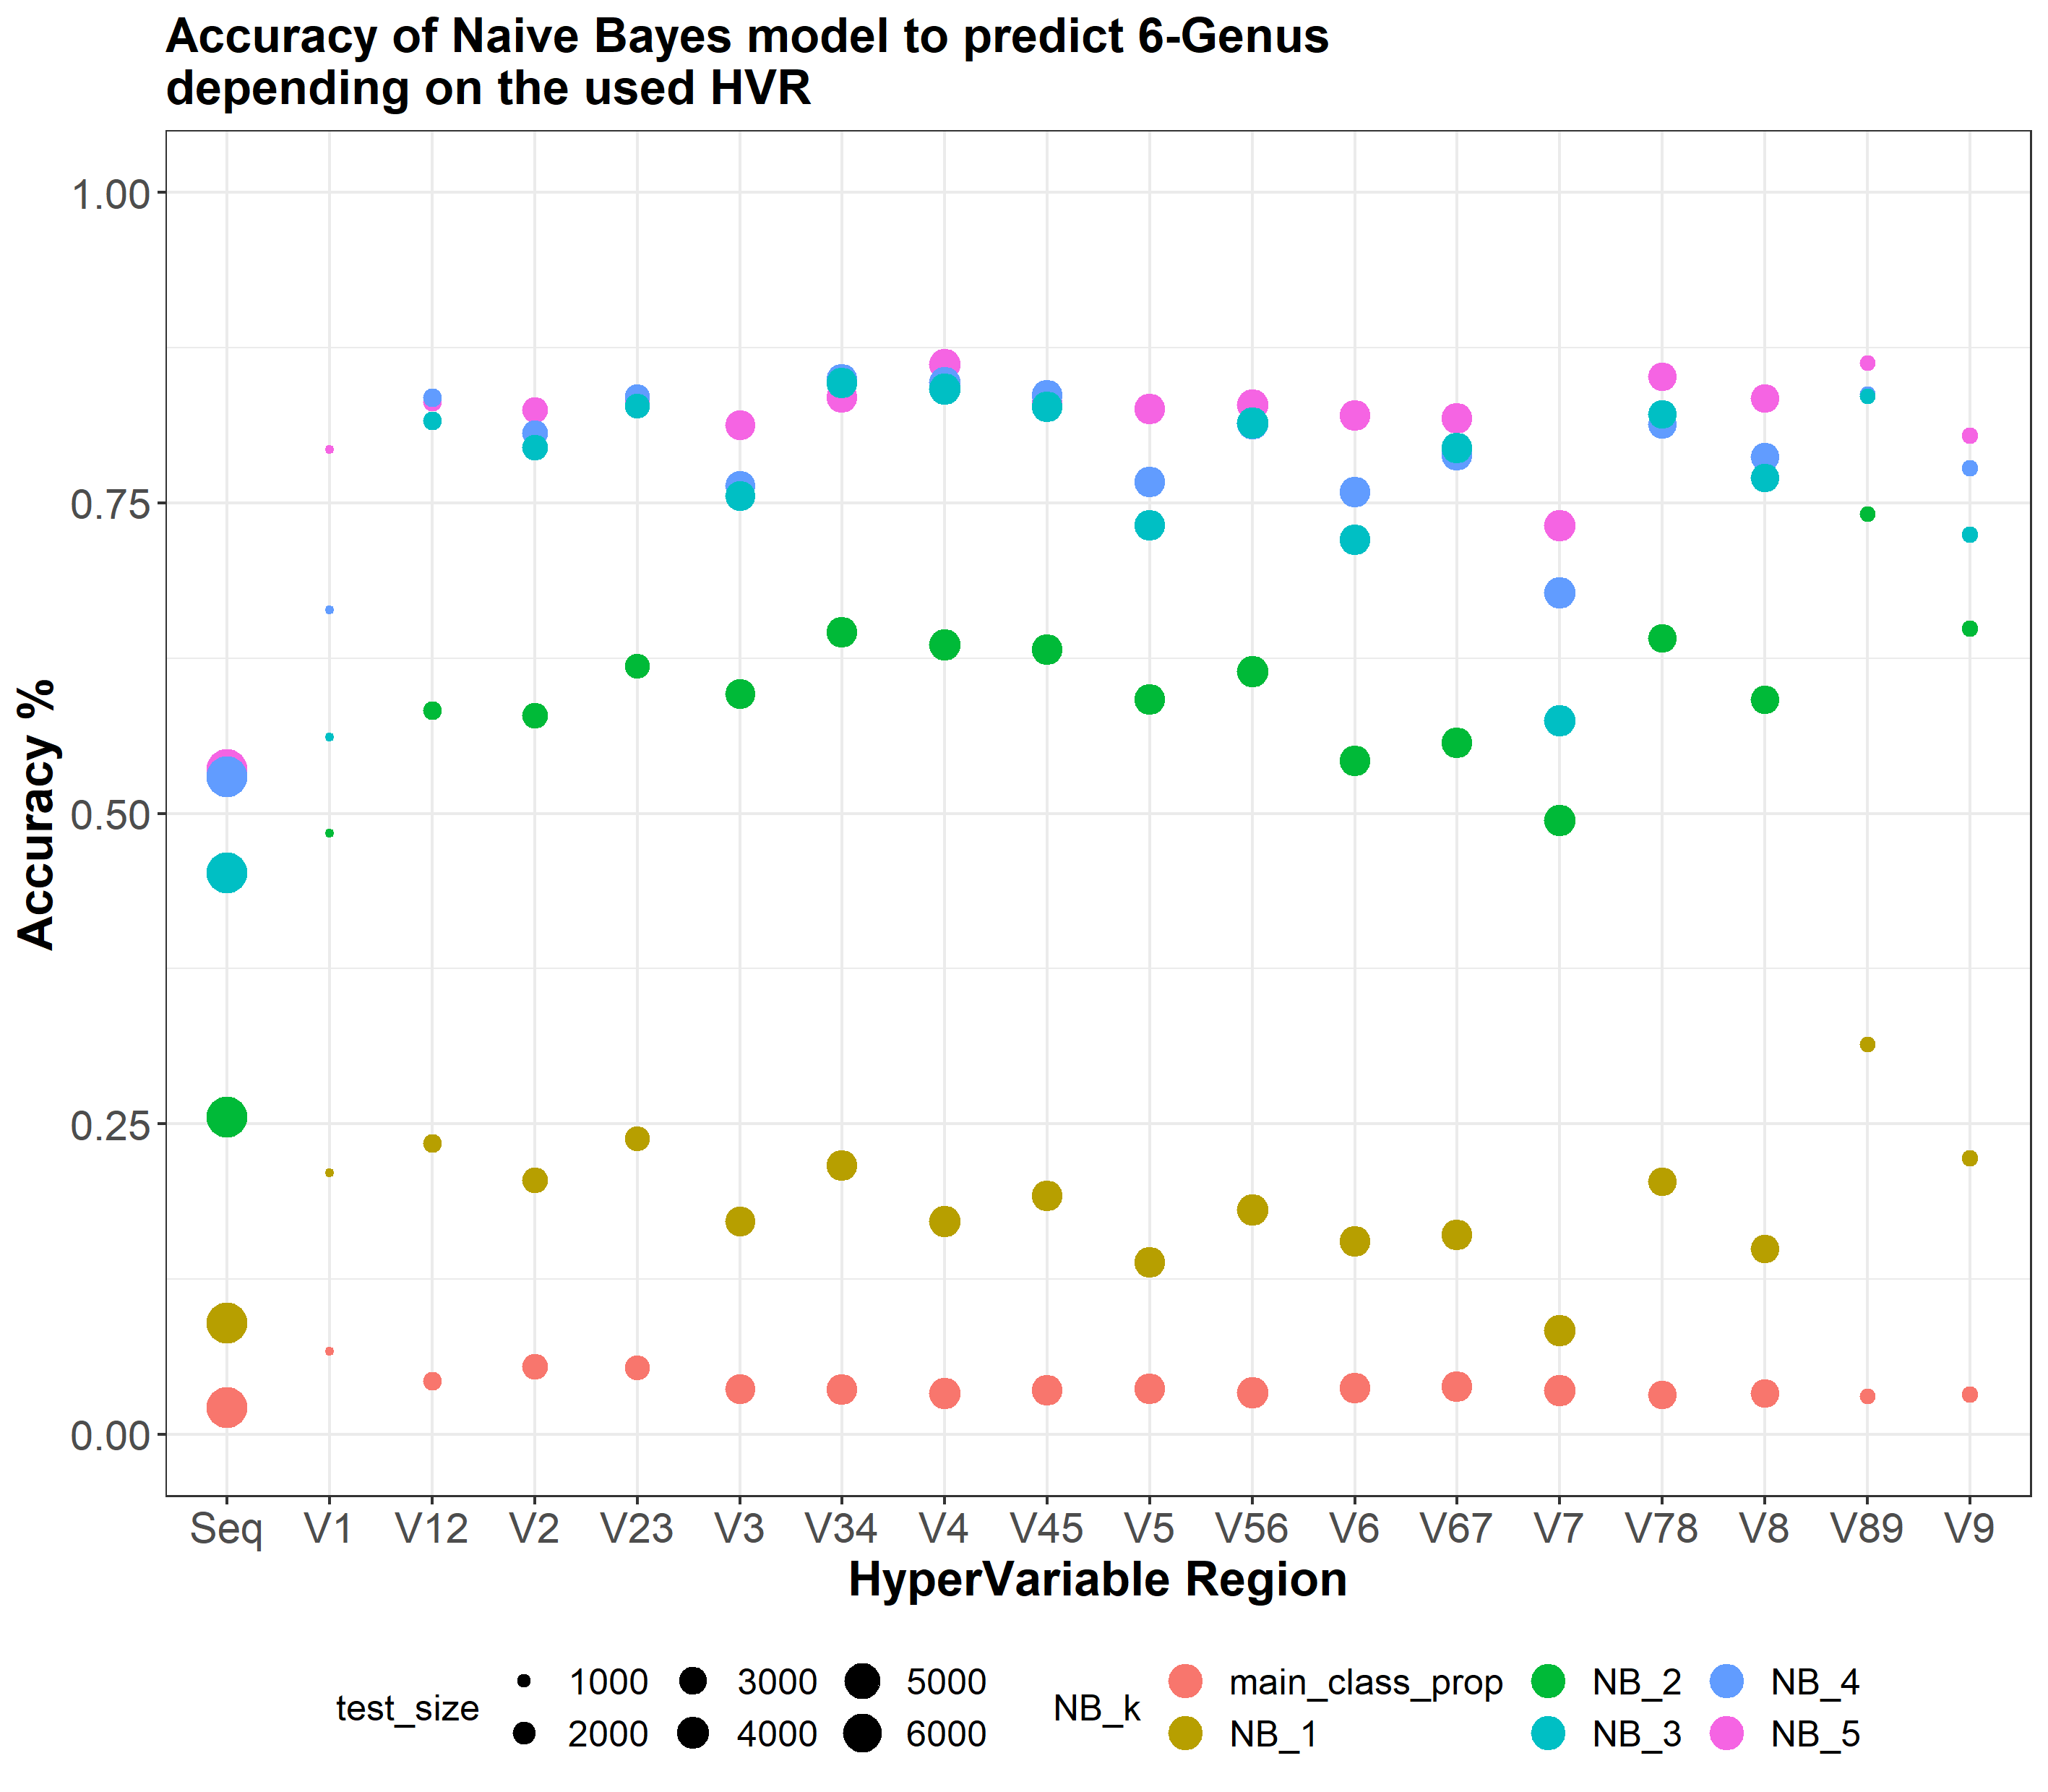 Accuracy of Naive Bayes model to predict 6-Genus
depending on the used HVR
Accuracy %
1.00
0.75
0.50
0.25
0.00
Seq V1 V12 V2 V23 V3 V34 V4 V45 V5 V56 V6 V67 V7 V78 V8 V89 V9
HyperVariable Region
test_size
1000 3000 5000
2000 4000 6000
NB_k
main_class_prop NB_2 NB_4
NB_1 NB_3 NB_5